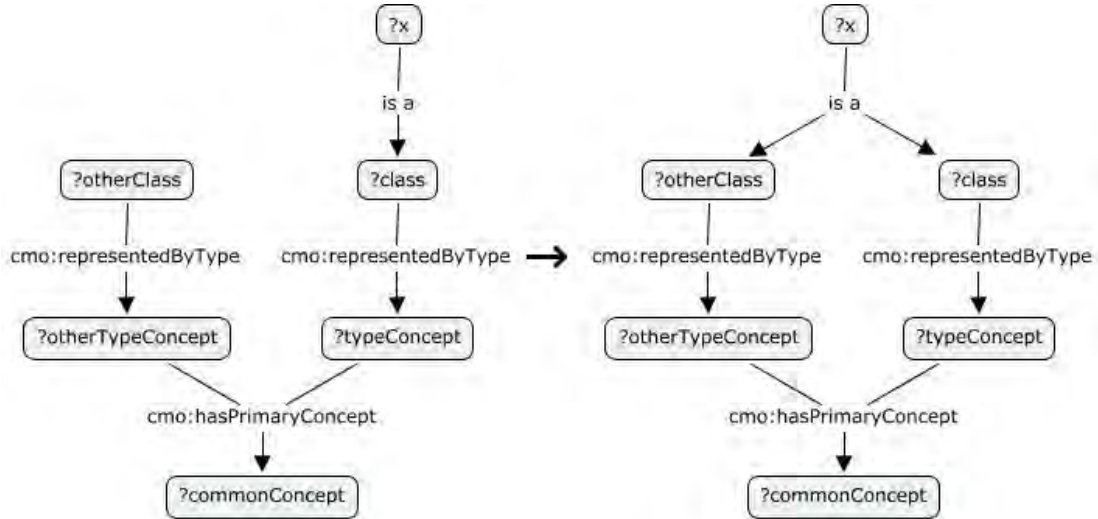 ?x
is a
?otherClass
?class
cmo:representedByType
cmo:representedByType
?otherTypeConcept
?typeConcept
cmo:hasPrimaryConcept
?commonConcept
?x
is a
?otherClass
?class
cmo:representedByType
cmo:representedByType
?otherTypeConcept
?typeConcept
cmo:hasPrimaryConcept
?commonConcept